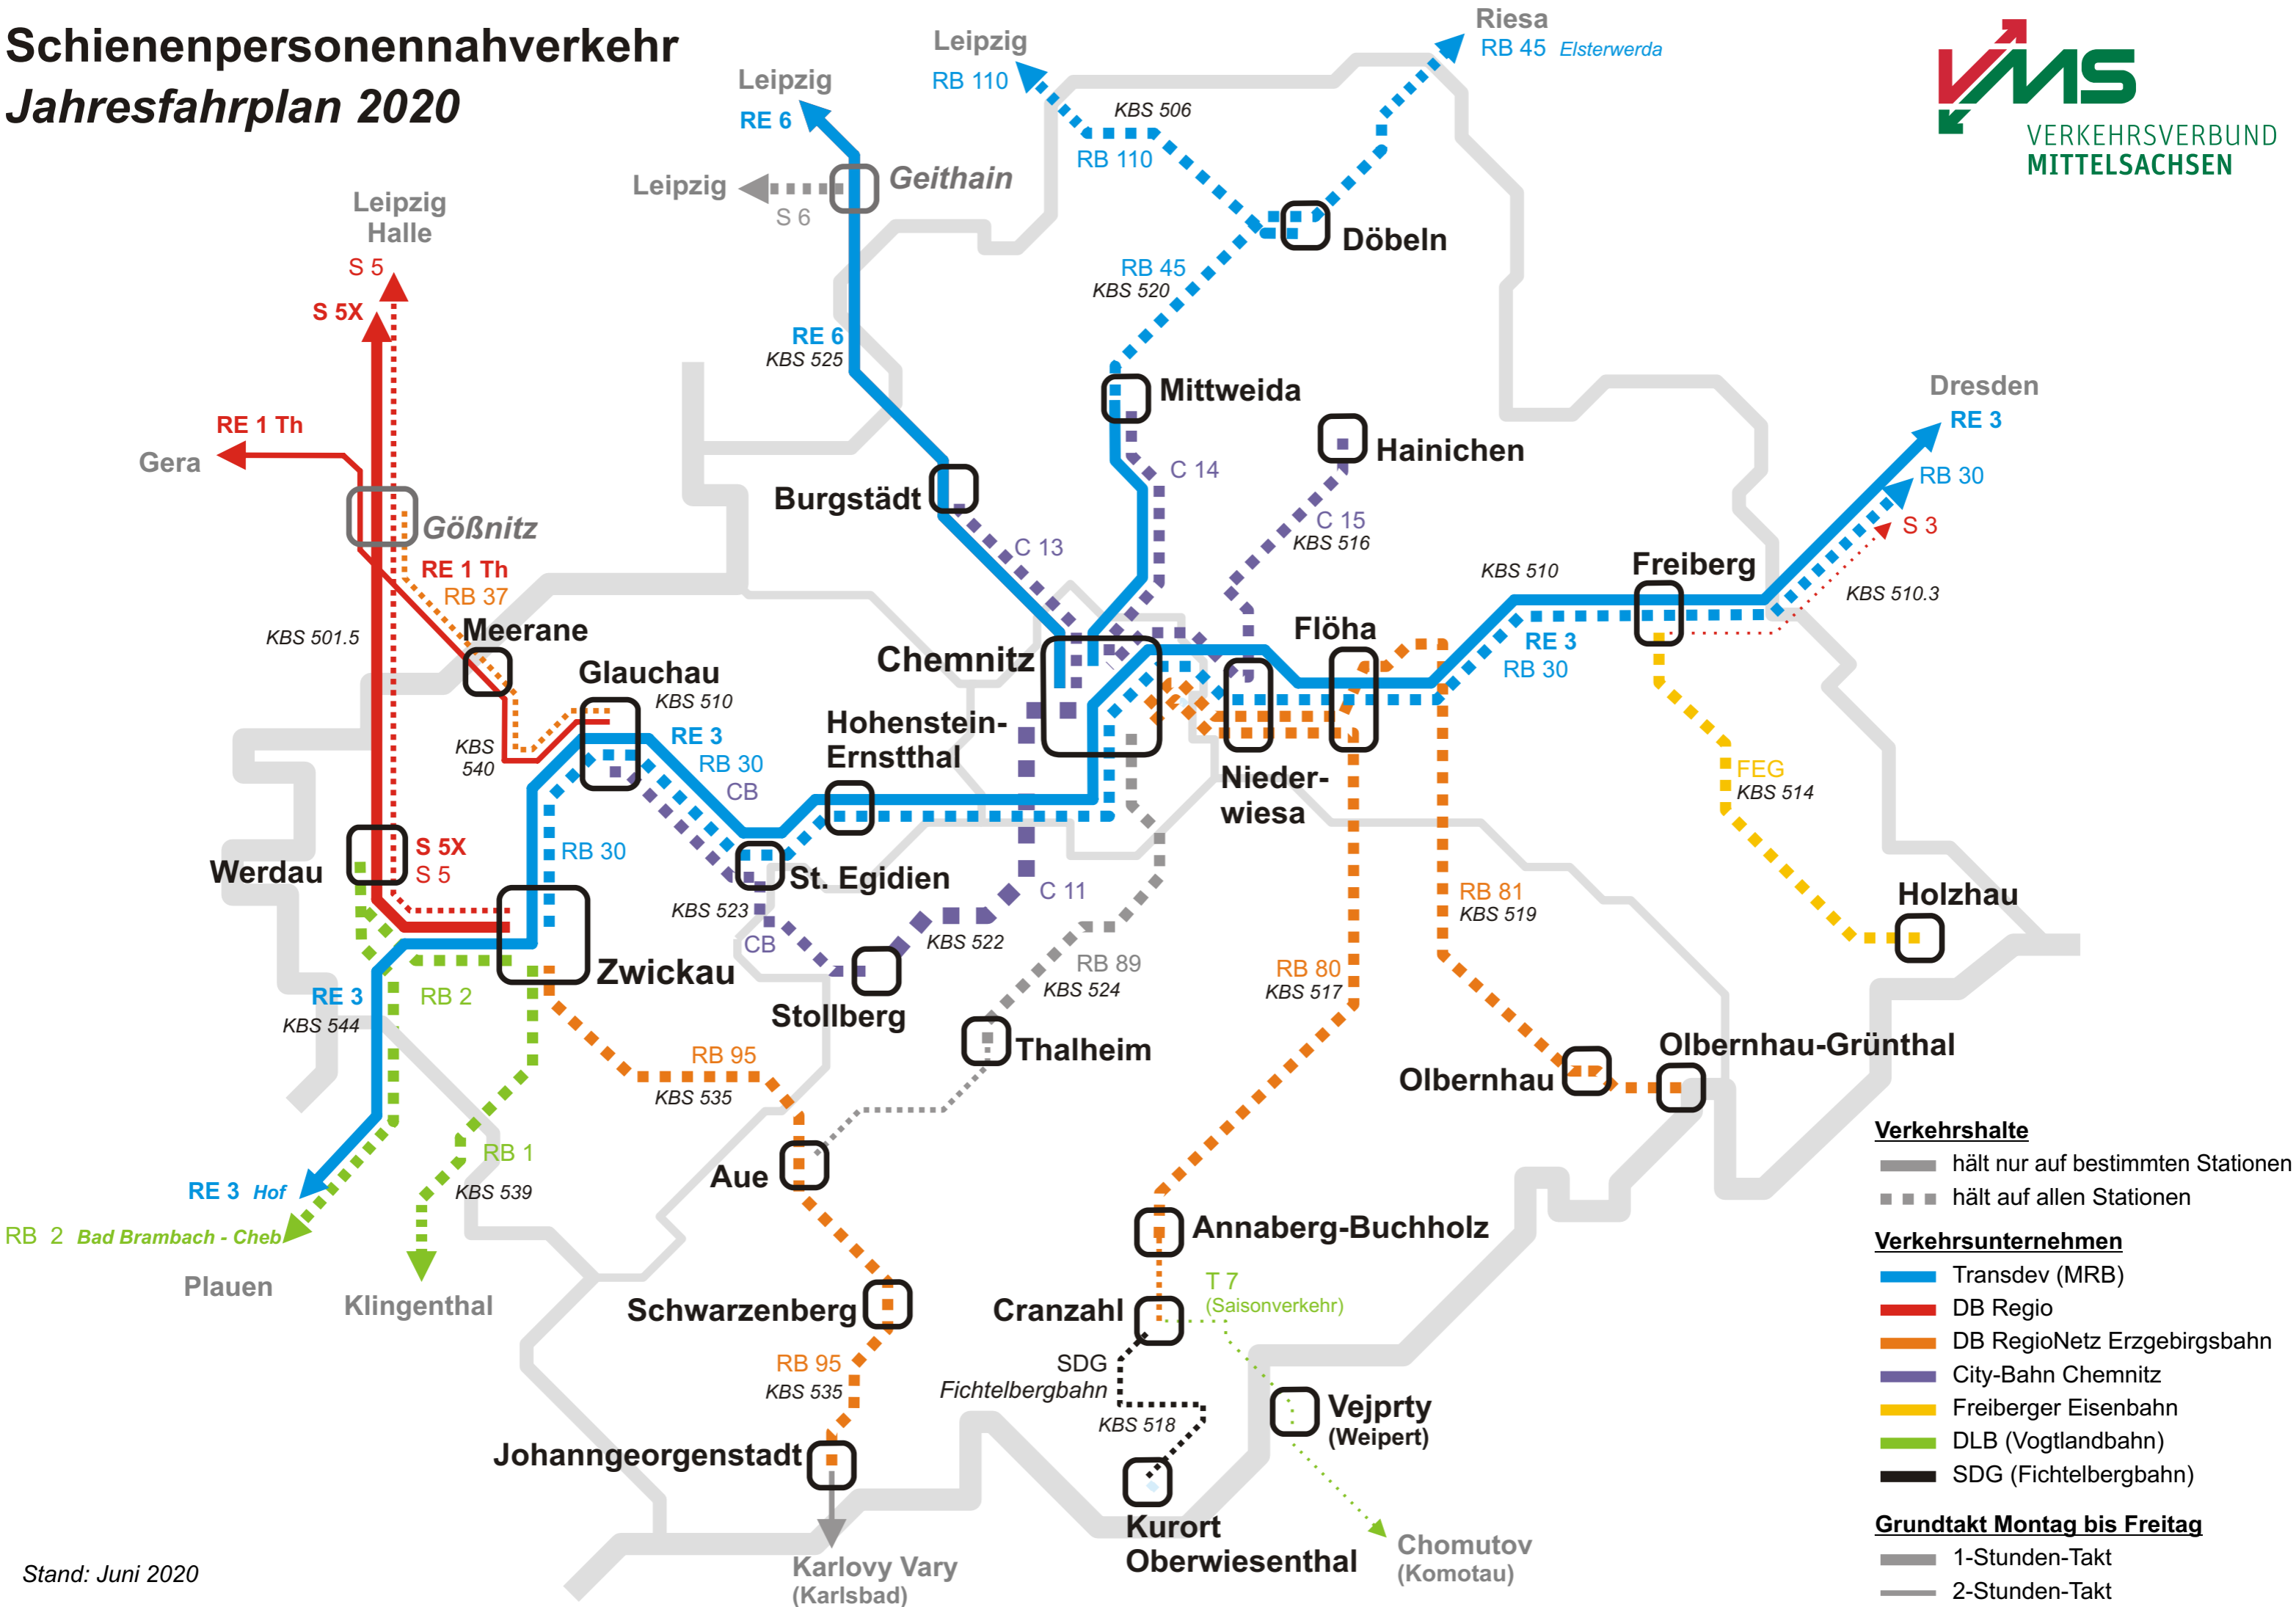 Schienenpersonennahverkehr
Jahresfahrplan 2020
VMS
VERKEHRSVERBUND
MITTELSACHSEN
Leipzig
RE 6
Leipzig
RB 110
Riesa
RB 45 Elsterwerda
KBS 506
RB 110
Leipzig
S 6
Geithain
Döbeln
RB 45
KBS 520
RE 6
KBS 525
Leipzig
Halle
S 5
S 5X
RE 1 Th
Gera
Gößnitz
RE 1 Th
RB 37
KBS 501.5
Meerane
Glauchau
KBS 510
KBS
540
RE 3
RB 30
CB
Burgstädt
C 13
Mittweida
C 14
Hainichen
C 15
KBS 516
Dresden
RE 3
RB 30
S 3
KBS 510.3
Freiberg
KBS 510
RE 3
RB 30
Flöha
Chemnitz
Nieder-
wiesa
Hohenstein-
Ernstthal
St. Egidien
KBS 523
CB
C 11
KBS 522
Stollberg
Werdau
S 5X
S 5
RB 30
Zwickau
RE 3
KBS 544
RB 2
RB 95
KBS 535
RB 89
KBS 524
Thalheim
RB 80
KBS 517
RB 81
KBS 519
FEG
KBS 514
Holzhau
Olbernhau
Olbernhau-Grünthal
RB 1
KBS 539
RE 3 Hof
RB 2 Bad Brambach - Cheb
Plauen
Klingenthal
Aue
Schwarzenberg
RB 95
KBS 535
Johanngeorgenstadt
Karlovy Vary
(Karlsbad)
Annaberg-Buchholz
Cranzahl
T 7
(Saisonverkehr)
SDG
Fichtelbergbahn
KBS 518
Vejprty
(Weipert)
Kurort
Oberwiesenthal
Chomutov
(Komotau)
Verkehrshalte
hält nur auf bestimmten Stationen
hält auf allen Stationen
Verkehrsunternehmen
Transdev (MRB)
DB Regio
DB RegioNetz Erzgebirgsbahn
City-Bahn Chemnitz
Freiberger Eisenbahn
DLB (Vogtlandbahn)
SDG (Fichtelbergbahn)
Grundtakt Montag bis Freitag
1-Stunden-Takt
2-Stunden-Takt
Stand: Juni 2020